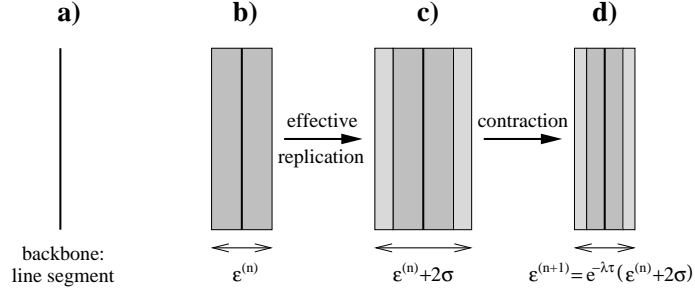 a)
b)
c)
d)
effective
replication
contraction
backbone:
line segment
ε⁽ⁿ⁾
ε⁽ⁿ⁾+2σ
ε⁽ⁿ⁺¹⁾=e^{-λτ}(ε⁽ⁿ⁾+2σ)